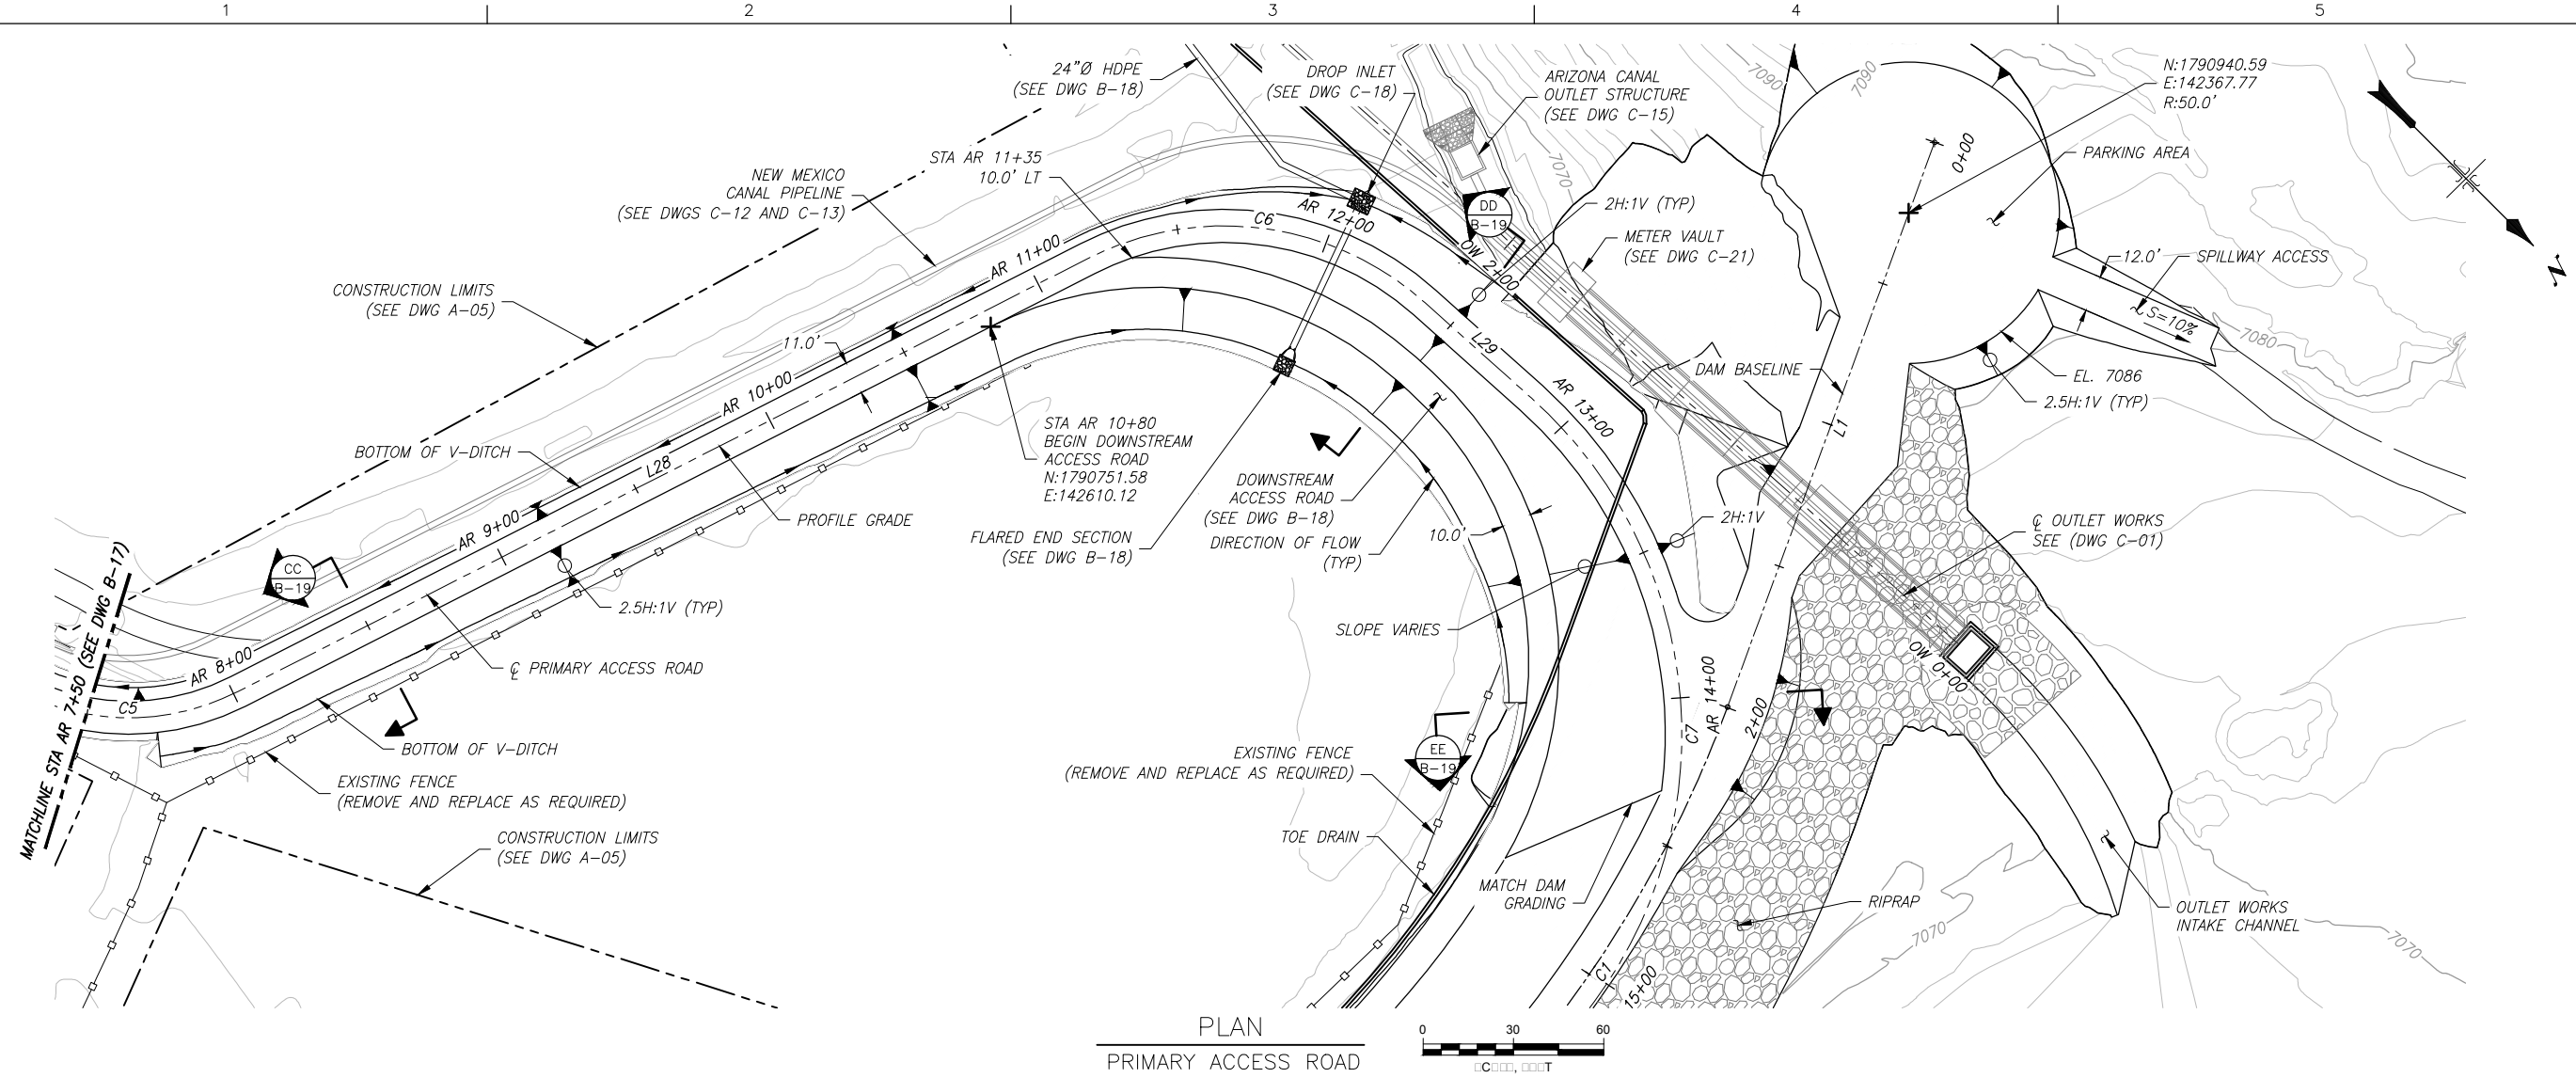 1
2
3
4
5
24"Ø HDPE
(SEE DWG B-18)
DROP INLET
(SEE DWG C-18)
ARIZONA CANAL
OUTLET STRUCTURE
(SEE DWG C-15)
7090
7090
N:1790940.59
E:142367.77
R:50.0'
STA AR 11+35
10.0' LT
NEW MEXICO
CANAL PIPELINE
(SEE DWGS C-12 AND C-13)
7070
0+00
PARKING AREA
DD
B-19
2H:1V (TYP)
AR 12+00
C6
AR 11+00
OW 2+00
METER VAULT
(SEE DWG C-21)
12.0'
SPILLWAY ACCESS
N
CONSTRUCTION LIMITS
(SEE DWG A-05)
S=10%
7080
11.0'
L29
DAM BASELINE
EL. 7086
2.5H:1V (TYP)
AR 10+00
AR 13+00
L1
STA AR 10+80
BEGIN DOWNSTREAM
ACCESS ROAD
N:1790751.58
E:142610.12
BOTTOM OF V-DITCH
L28
DOWNSTREAM
ACCESS ROAD
(SEE DWG B-18)
PROFILE GRADE
AR 9+00
2H:1V
℄ OUTLET WORKS
SEE (DWG C-01)
FLARED END SECTION
(SEE DWG B-18)
10.0'
DIRECTION OF FLOW
(TYP)
CC
B-19
2.5H:1V (TYP)
SLOPE VARIES
AR 8+00
℄ PRIMARY ACCESS ROAD
OW 0+00
C5
MATCHLINE STA AR 7+50 (SEE DWG B-17)
AR 14+00
C7
2+00
BOTTOM OF V-DITCH
EXISTING FENCE
(REMOVE AND REPLACE AS REQUIRED)
EE
B-19
EXISTING FENCE
(REMOVE AND REPLACE AS REQUIRED)
CONSTRUCTION LIMITS
(SEE DWG A-05)
TOE DRAIN
MATCH DAM
GRADING
RIPRAP
OUTLET WORKS
INTAKE CHANNEL
7070
7070
C1
15+00
PLAN
PRIMARY ACCESS ROAD
0 30 60